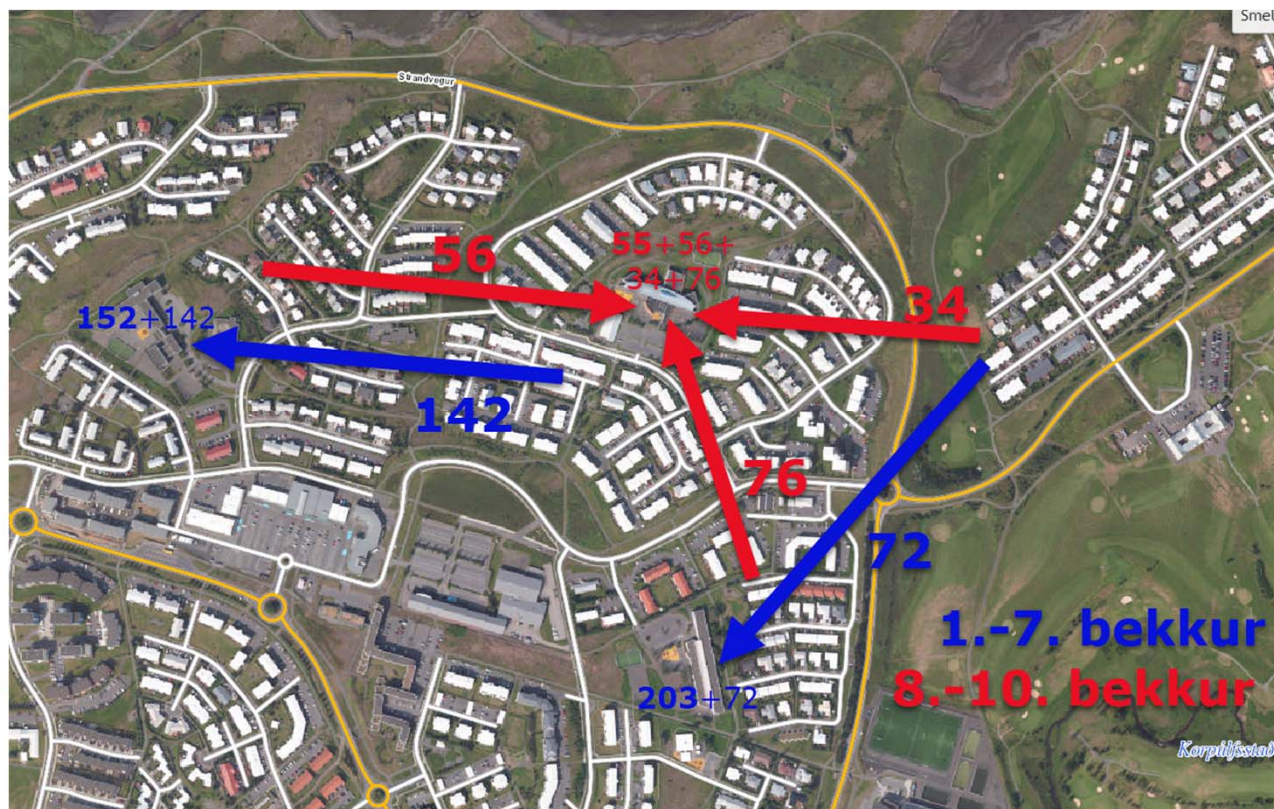 Smel
Strandvegur
56
55+56+
34+76
34
152+142
142
76
72
203+72
1.-7. bekkur
8.-10. bekkur
Korpúlfsstað